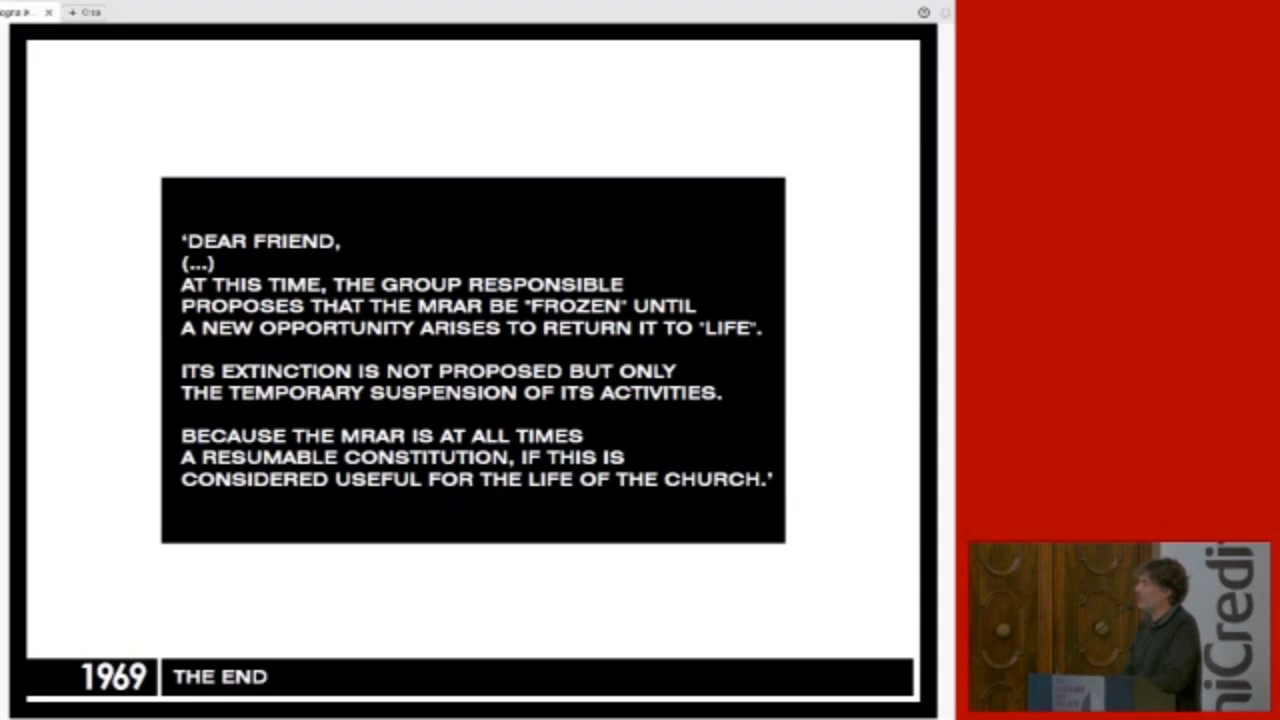 ‘DEAR FRIEND,
(...)
AT THIS TIME, THE GROUP RESPONSIBLE
PROPOSES THAT THE MRAR BE "FROZEN" UNTIL
A NEW OPPORTUNITY ARISES TO RETURN IT TO "LIFE".
ITS EXTINCTION IS NOT PROPOSED BUT ONLY
THE TEMPORARY SUSPENSION OF ITS ACTIVITIES.
BECAUSE THE MRAR IS AT ALL TIMES
A RESUMABLE CONSTITUTION, IF THIS IS
CONSIDERED USEFUL FOR THE LIFE OF THE CHURCH.’
1969 THE END
niCredi